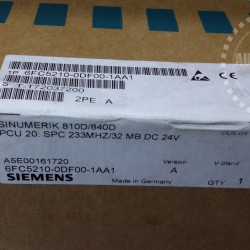 1P 6FC5210-0DF00-1AA1
S T-T72037200
2PE A
SINUMERIK 810D/840D
PCU 20: SPC 233MHZ/32 MB DC 24V
A5E00161720 Version V-Stand
6FC5210-0DF00-1AA1 A
SIEMENS Made in Germany QTY 1